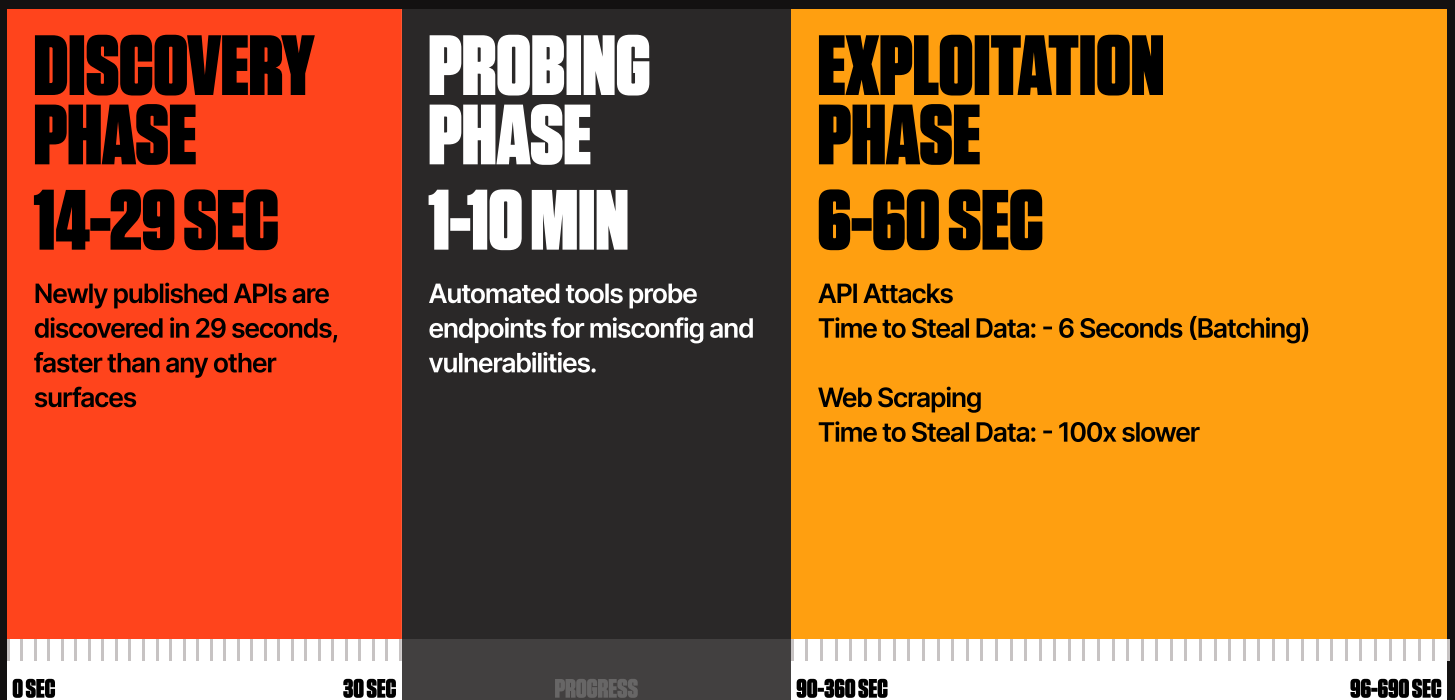 DISCOVERY
PHASE
14-29 SEC
Newly published APIs are
discovered in 29 seconds,
faster than any other
surfaces
PROBING
PHASE
1-10 MIN
Automated tools probe
endpoints for misconfig and
vulnerabilities.
EXPLOITATION
PHASE
6-60 SEC
API Attacks
Time to Steal Data: - 6 Seconds (Batching)
Web Scraping
Time to Steal Data: - 100x slower
0 SEC
30 SEC
PROGRESS
90-360 SEC
96-690 SEC